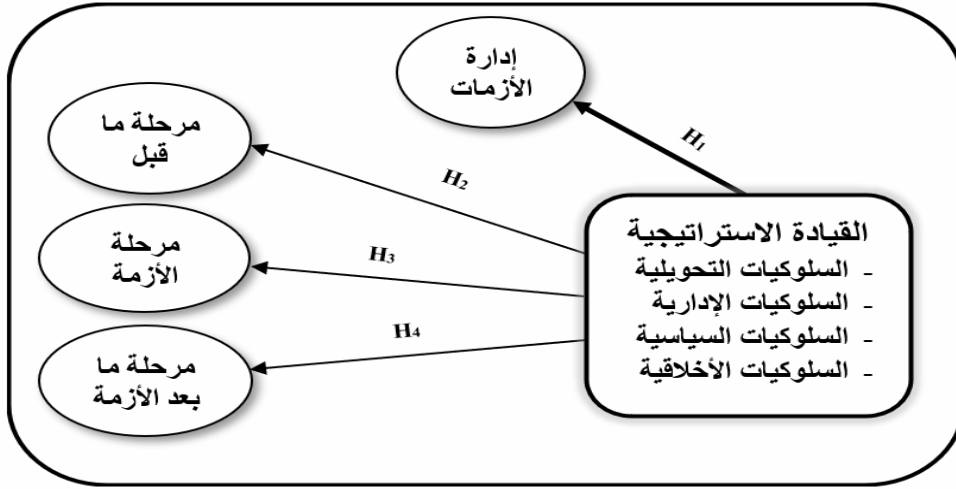 إدارة
الأزمات
H1
مرحلة ما
قبل
H2
القيادة الاستراتيجية
- السلوكيات التحويلية
- السلوكيات الإدارية
- السلوكيات السياسية
- السلوكيات الأخلاقية
مرحلة
الأزمة
H3
مرحلة ما
بعد الأزمة
H4